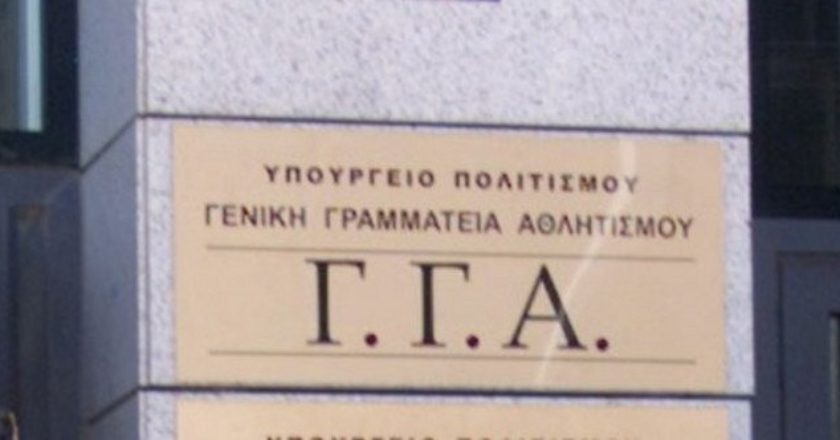 ΥΠΟΥΡΓΕΙΟ ΠΟΛΙΤΙΣΜΟΥ
ΓΕΝΙΚΗ ΓΡΑΜΜΑΤΕΙΑ ΑΘΛΗΤΙΣΜΟΥ
Γ.Γ.Α.